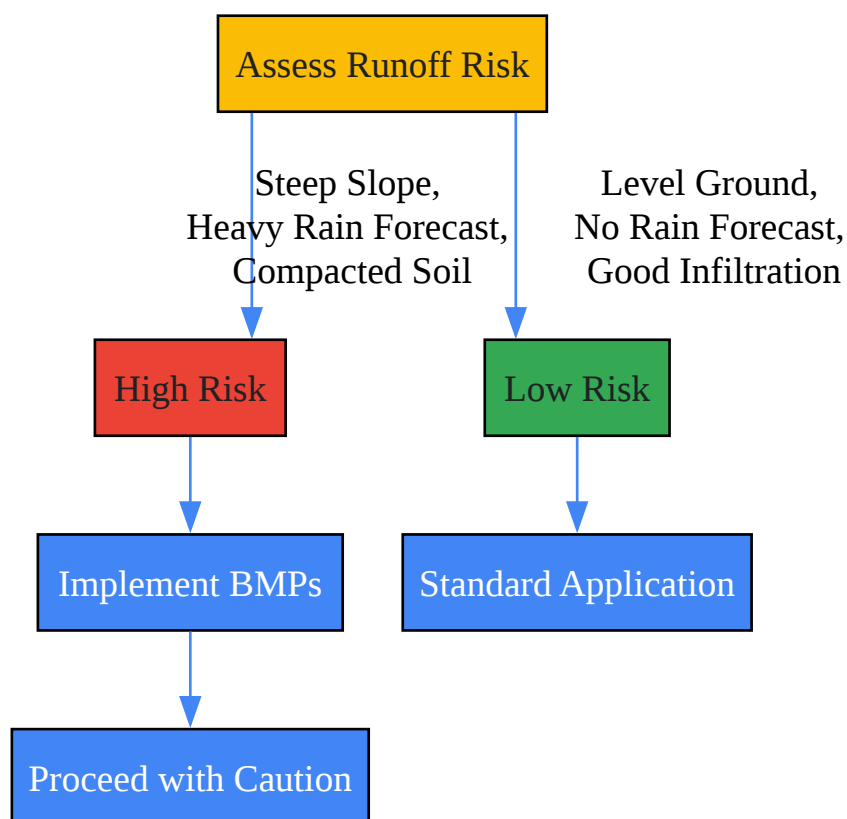 Assess Runoff Risk
Steep Slope,
Heavy Rain Forecast,
Compacted Soil
Level Ground,
No Rain Forecast,
Good Infiltration
High Risk
Low Risk
Implement BMPs
Standard Application
Proceed with Caution